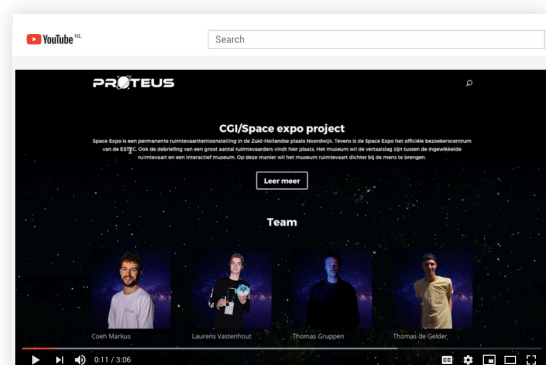 YouTube NL
Search
PROTEUS
CGI/Space expo project
Space Expo is een permanente ruimtevaarttentoonstelling in de Zuid-Hollandse plaats Noordwijk. Tevens is de Space Expo het officiële bezoekerscentrum
van de ESTEC. Ook de debriefing van een groot aantal ruimtevaarders vindt hier plaats. Het museum wil de vertaalslag zijn tussen de ingewikkelde
ruimtevaart en een interactief museum. Op deze manier wil het museum ruimtevaart dichter bij de mens te brengen.
Leer meer
Team
Coeh Markus
Laurens Vastenhout
Thomas Gruppen
Thomas de Gelder
0:11 / 3:06
CC